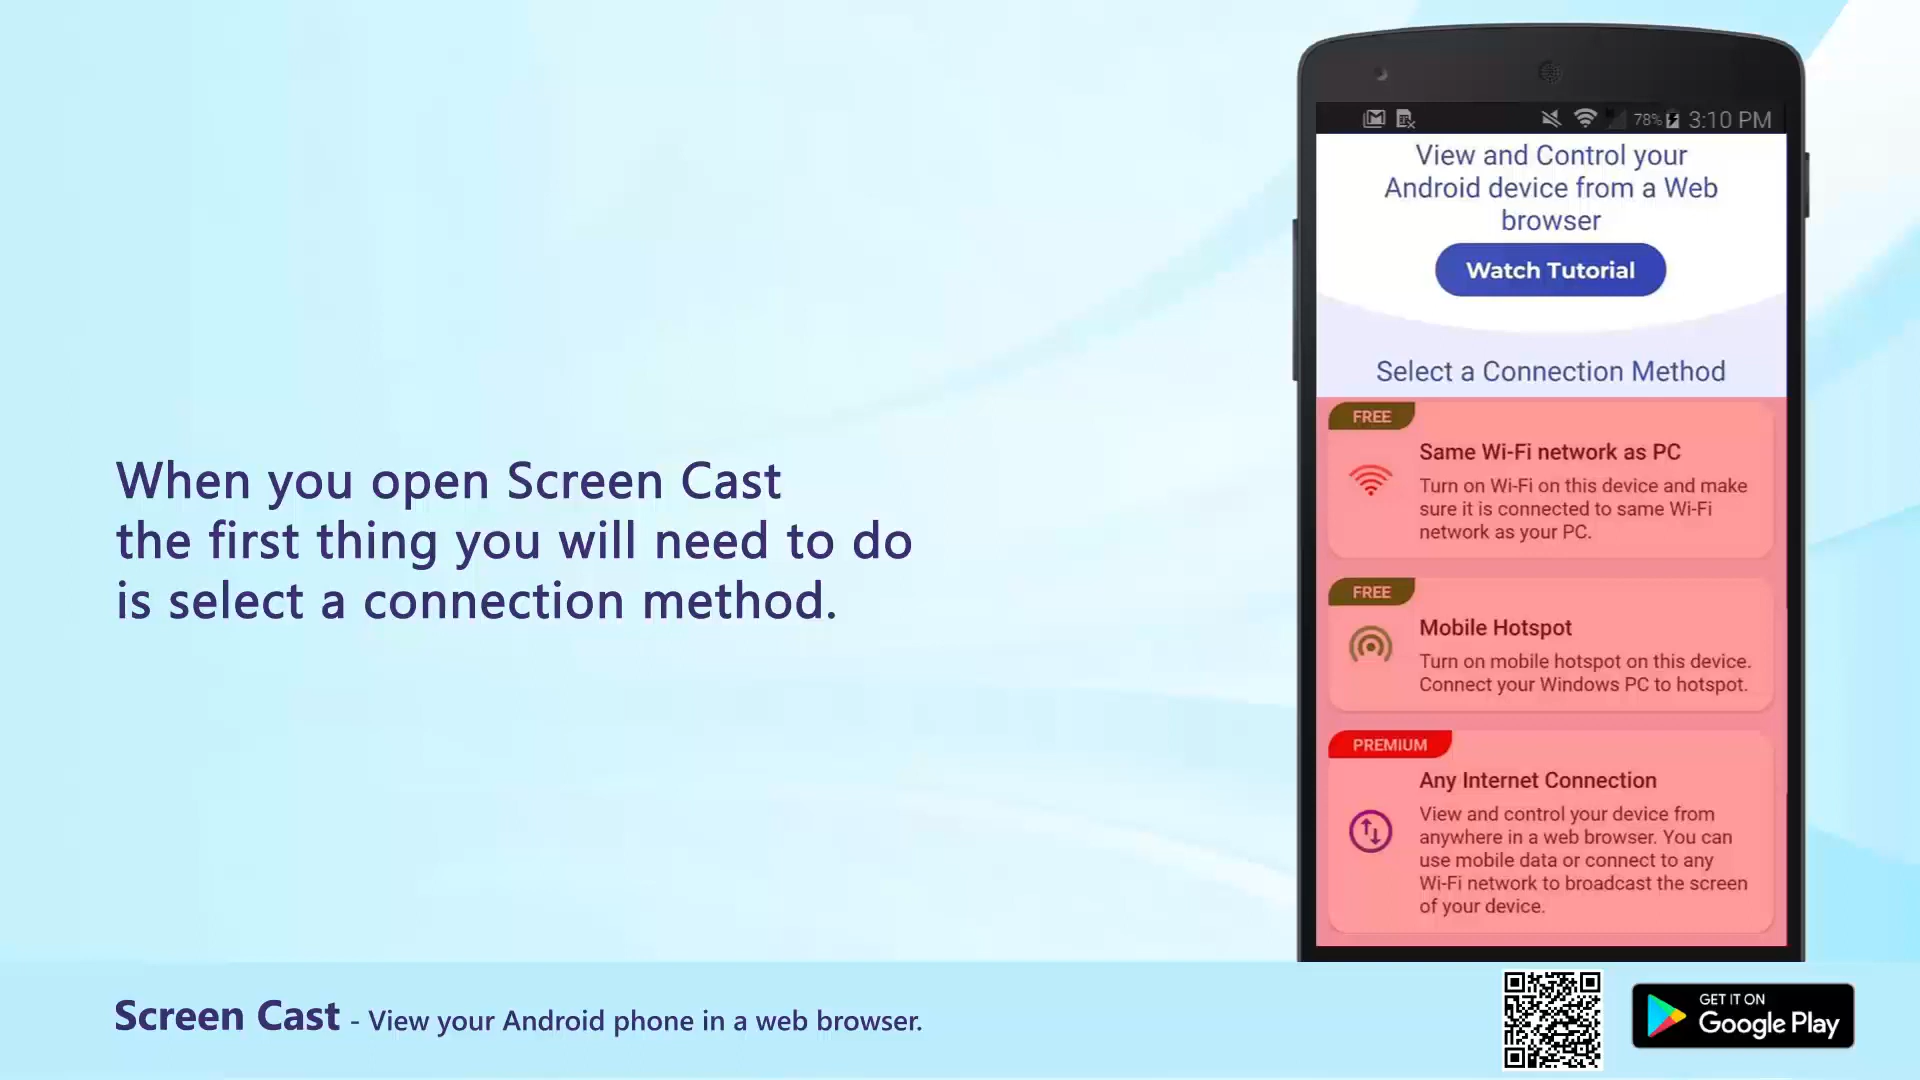 When you open Screen Cast
the first thing you will need to do
is select a connection method.
78% 3:10 PM
View and Control your
Android device from a Web
browser
Watch Tutorial
Select a Connection Method
FREE
Same Wi-Fi network as PC
Turn on Wi-Fi on this device and make
sure it is connected to same Wi-Fi
network as your PC.
FREE
Mobile Hotspot
Turn on mobile hotspot on this device.
Connect your Windows PC to hotspot.
PREMIUM
Any Internet Connection
View and control your device from
anywhere in a web browser. You can
use mobile data or connect to any
Wi-Fi network to broadcast the screen
of your device.
Screen Cast - View your Android phone in a web browser.
GET IT ON
Google Play